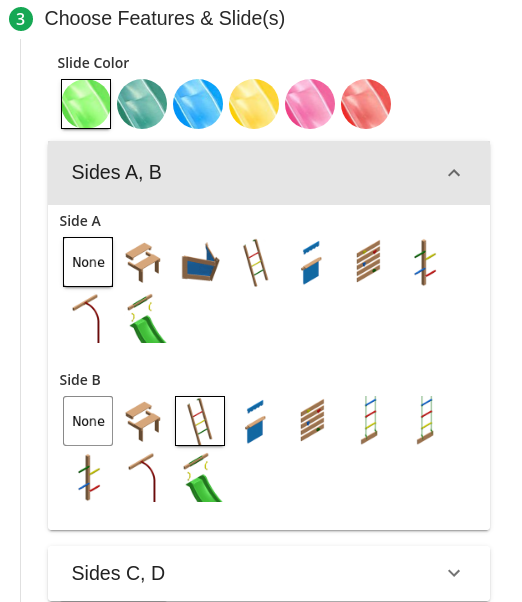 3 Choose Features & Slide(s)
Slide Color
Sides A, B
Side A
None
Side B
None
Sides C, D